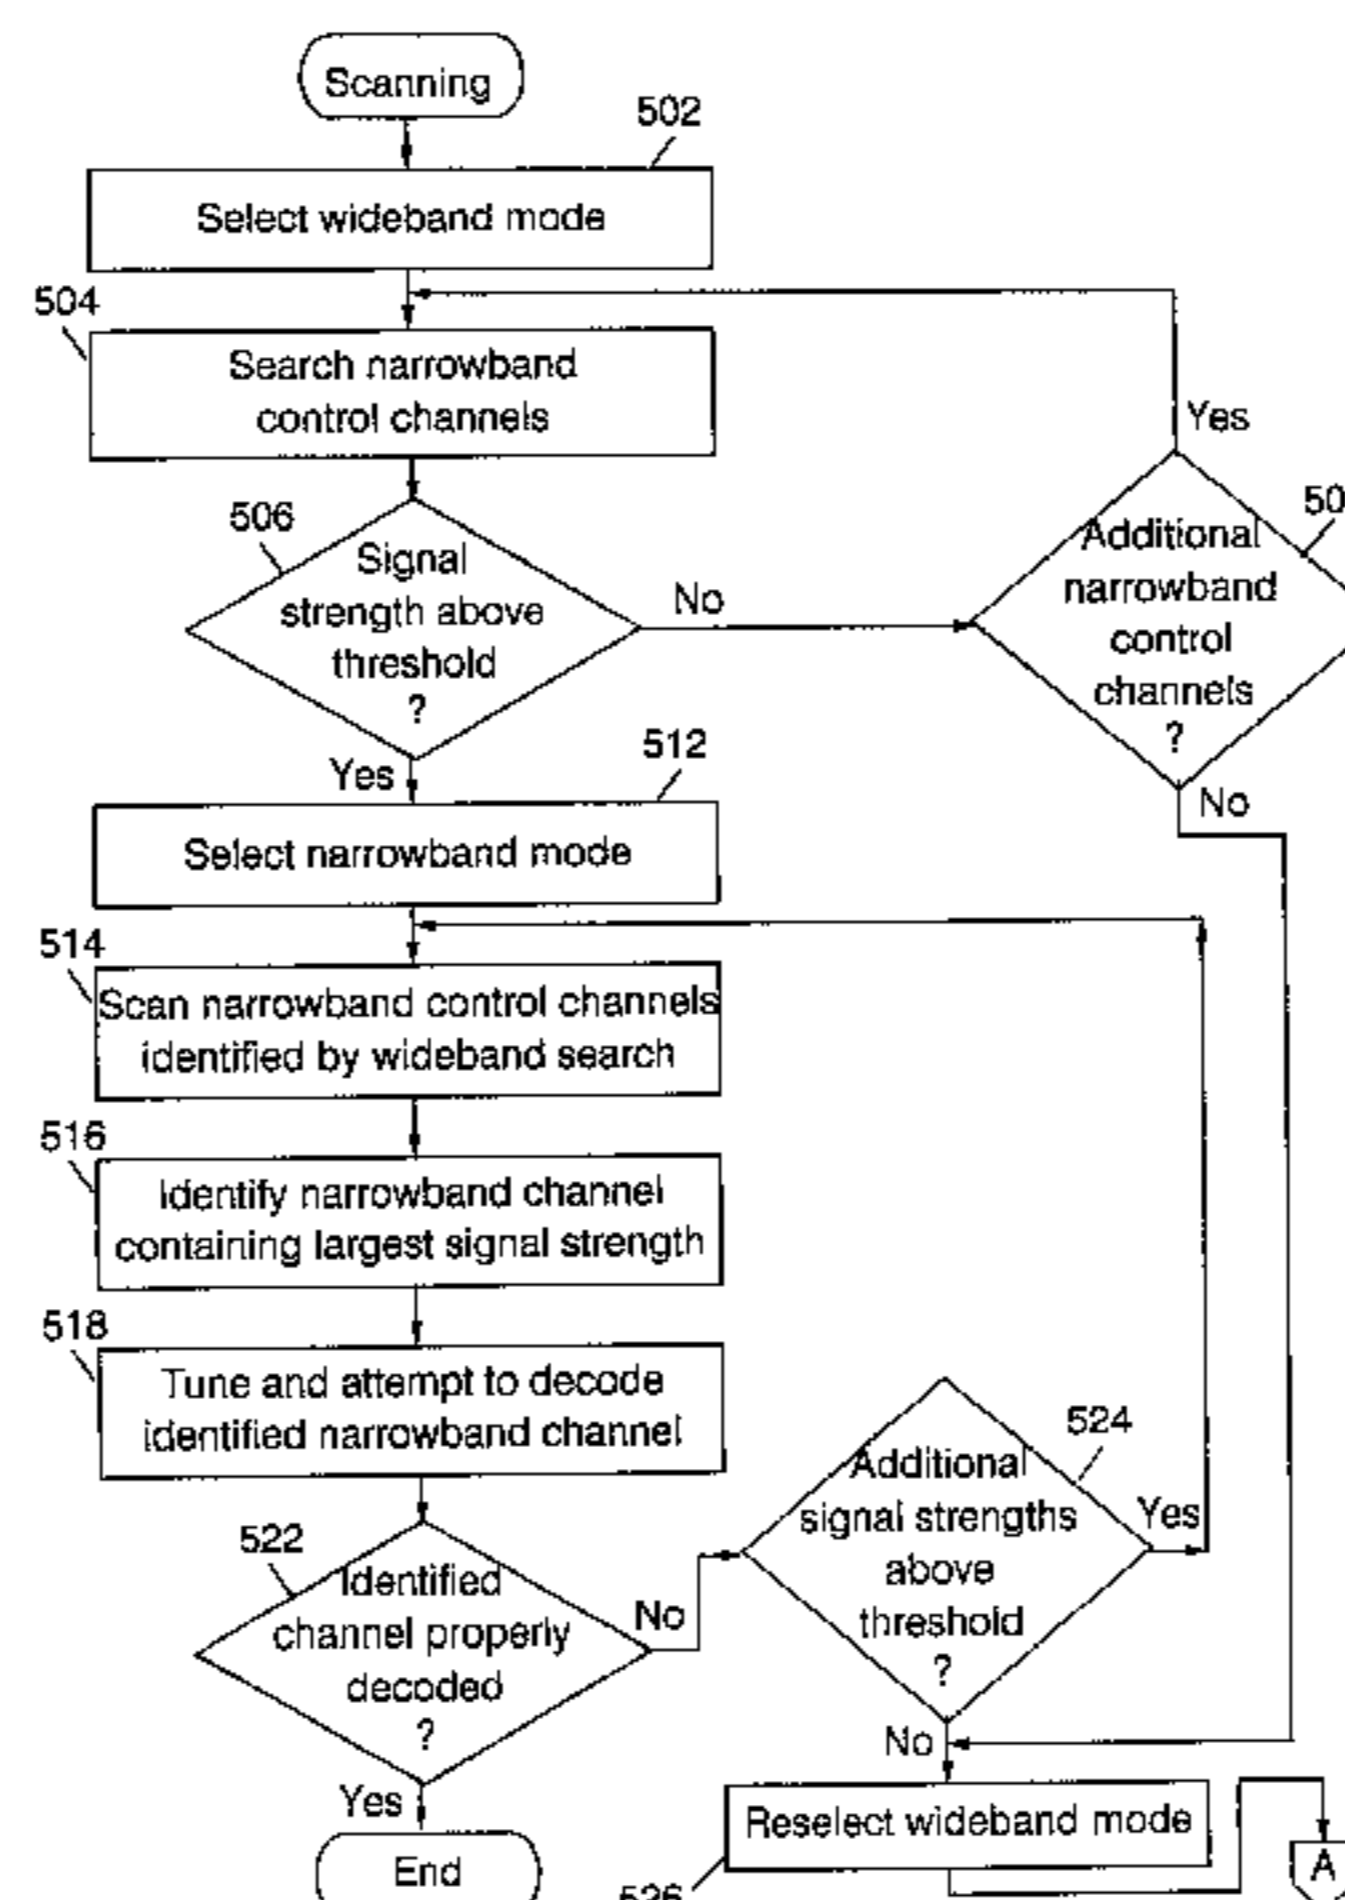 Scanning
502
Select wideband mode
504
Search narrowband
control channels
Yes
506
Signal
strength above
threshold
?
No
50
Additional
narrowband
control
channels
?
Yes
512
No
Select narrowband mode
514
Scan narrowband control channels
identified by wideband search
516
Identify narrowband channel
containing largest signal strength
518
Tune and attempt to decode
identified narrowband channel
524
Additional
signal strengths
above
threshold
?
Yes
522
Identified
channel properly
decoded
?
No
No
Yes
Reselect wideband mode
End
526
A